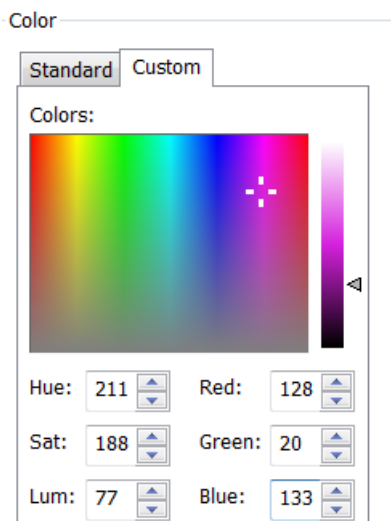 Color
Standard Custom
Colors:
Hue: 211 Red: 128
Sat: 188 Green: 20
Lum: 77 Blue: 133